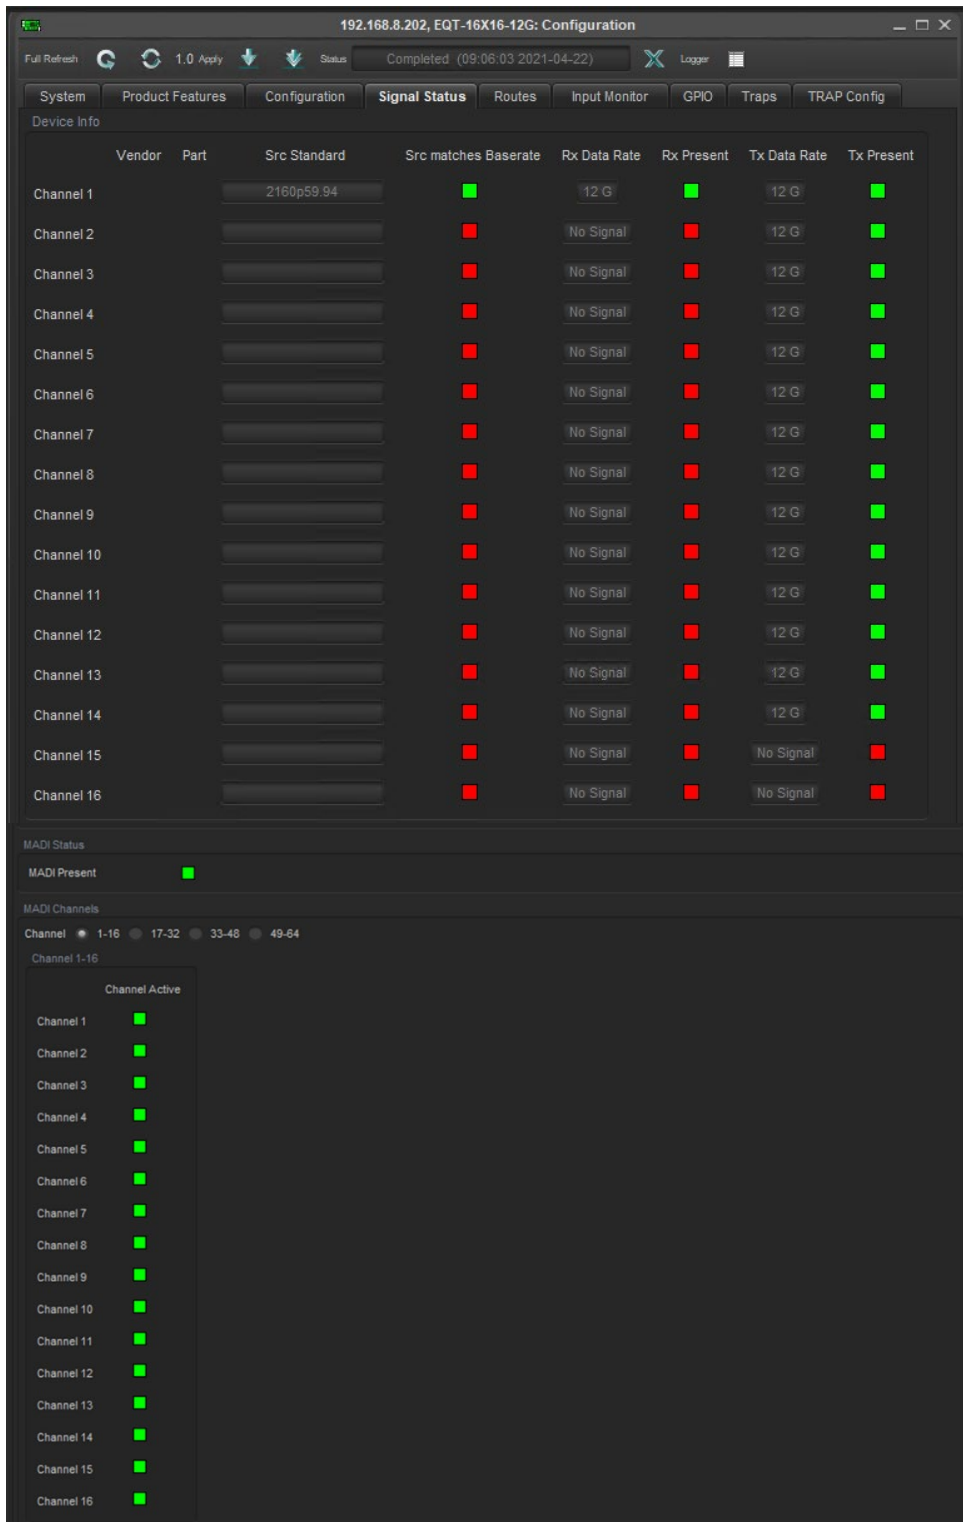 192.168.8.202, EQT-16X16-12G: Configuration
Full Refresh 1.0 Apply Status Completed (09:06:03 2021-04-22) Logger
System Product Features Configuration Signal Status Routes Input Monitor GPIO Traps TRAP Config
Device Info
Vendor Part Src Standard Src matches Baserate Rx Data Rate Rx Present Tx Data Rate Tx Present
Channel 1 2160p59.94 12 G 12 G
Channel 2 No Signal 12 G
Channel 3 No Signal 12 G
Channel 4 No Signal 12 G
Channel 5 No Signal 12 G
Channel 6 No Signal 12 G
Channel 7 No Signal 12 G
Channel 8 No Signal 12 G
Channel 9 No Signal 12 G
Channel 10 No Signal 12 G
Channel 11 No Signal 12 G
Channel 12 No Signal 12 G
Channel 13 No Signal 12 G
Channel 14 No Signal 12 G
Channel 15 No Signal No Signal
Channel 16 No Signal No Signal
MADI Status
MADI Present
MADI Channels
Channel 1-16 17-32 33-48 49-64
Channel 1-16
Channel Active
Channel 1
Channel 2
Channel 3
Channel 4
Channel 5
Channel 6
Channel 7
Channel 8
Channel 9
Channel 10
Channel 11
Channel 12
Channel 13
Channel 14
Channel 15
Channel 16